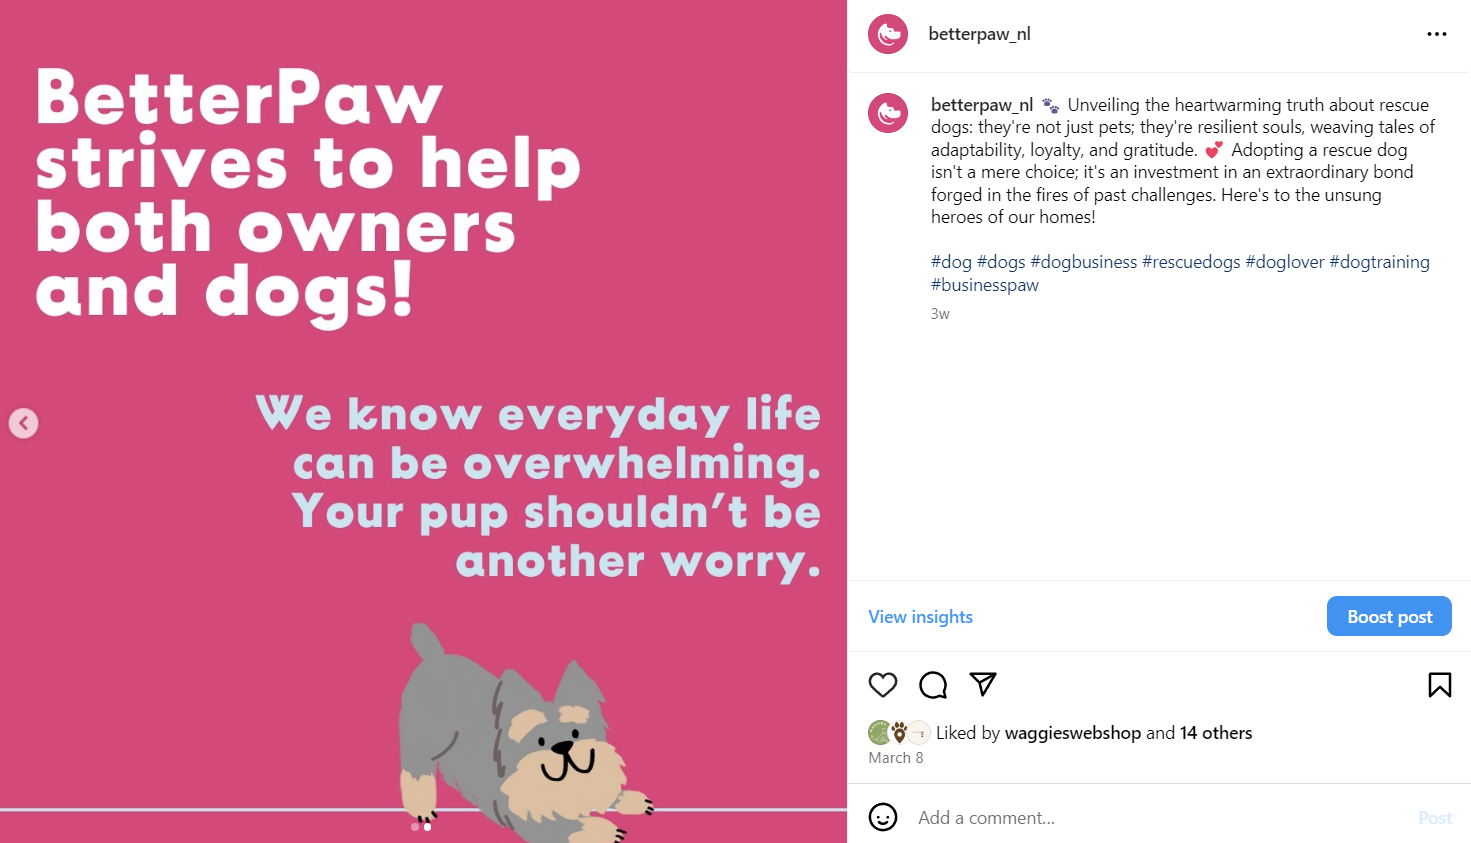 BetterPaw
strives to help
both owners
and dogs!
We know everyday life
can be overwhelming.
Your pup shouldn't be
another worry.
betterpaw_nl
betterpaw_nl 🐾 Unveiling the heartwarming truth about rescue
dogs: they're not just pets; they're resilient souls, weaving tales of
adaptability, loyalty, and gratitude. 💕 Adopting a rescue dog
isn't a mere choice; it's an investment in an extraordinary bond
forged in the fires of past challenges. Here's to the unsung
heroes of our homes!
#dog #dogs #dogbusiness #rescuedogs #doglover #dogtraining
#businesspaw
3w
View insights
Boost post
Liked by waggieswebshop and 14 others
March 8
Add a comment...
Post